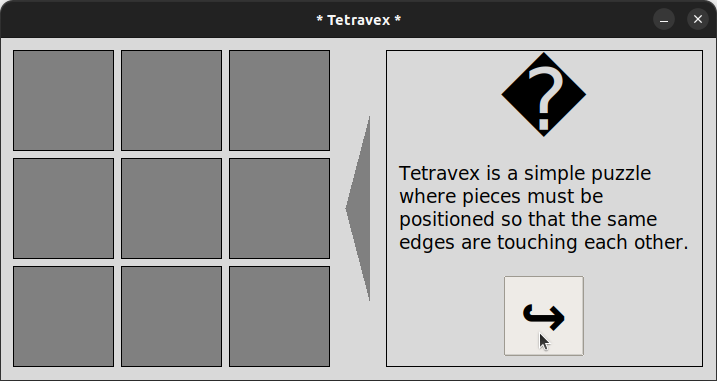 * Tetravex *
�
Tetravex is a simple puzzle
where pieces must be
positioned so that the same
edges are touching each other.
↪